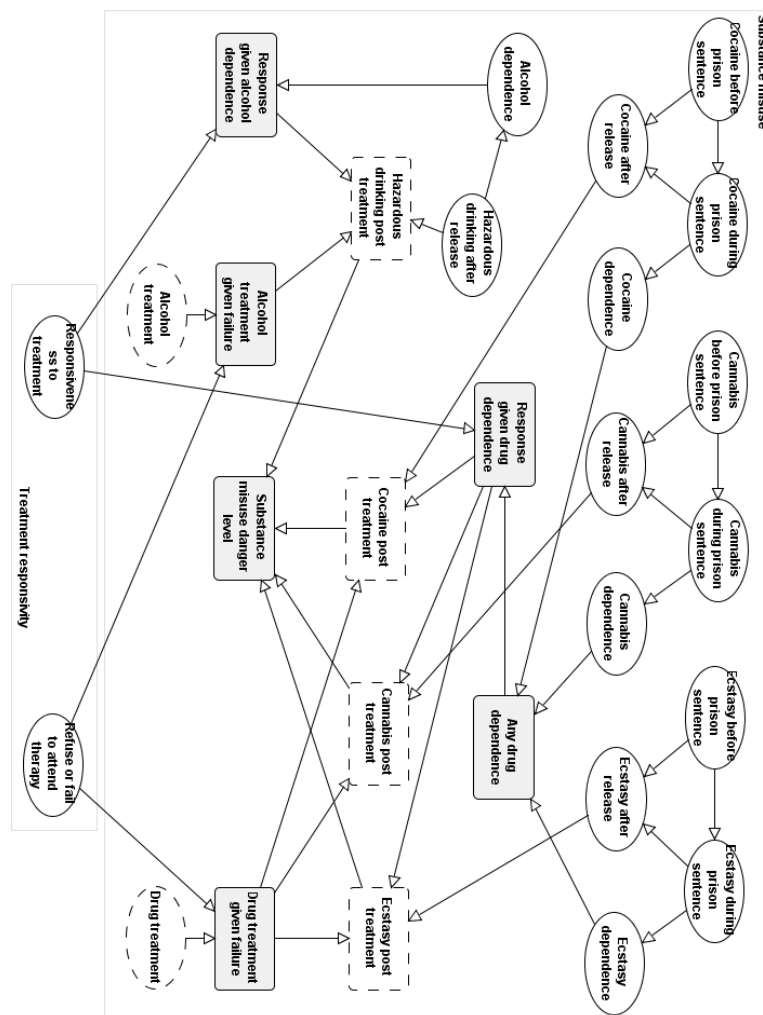 Substance misuse
Cocaine before
prison
sentence
Cocaine during
prison
sentence
Cannabis
before prison
sentence
Cannabis
during prison
sentence
Ecstasy before
prison
sentence
Ecstasy during
prison
sentence
Cocaine after
release
Cocaine
dependence
Cannabis after
release
Cannabis
dependence
Ecstasy after
release
Ecstasy
dependence
Alcohol
dependence
Hazardous
drinking after
release
Response
given drug
dependence
Any drug
dependence
Hazardous
drinking post
treatment
Cocaine post
treatment
Cannabis post
treatment
Ecstasy post
treatment
Response
given alcohol
dependence
Alcohol
treatment
given failure
Substance
misuse danger
level
Drug treatment
given failure
Alcohol
treatment
Drug treatment
Responsivene
ss to
treatment
Refuse or fail
to attend
therapy
Treatment responsivity